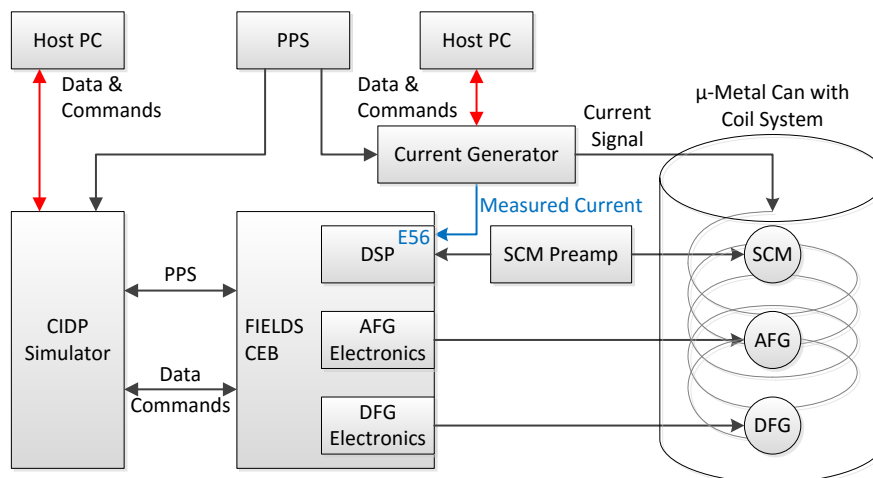 Host PC
PPS
Host PC
Data &
Commands
Data &
Commands
Current
Signal
µ-Metal Can with
Coil System
Current Generator
Measured Current
E56
DSP
SCM Preamp
SCM
PPS
CIDP
Simulator
FIELDS
CEB
AFG
Electronics
AFG
Data
Commands
DFG
Electronics
DFG